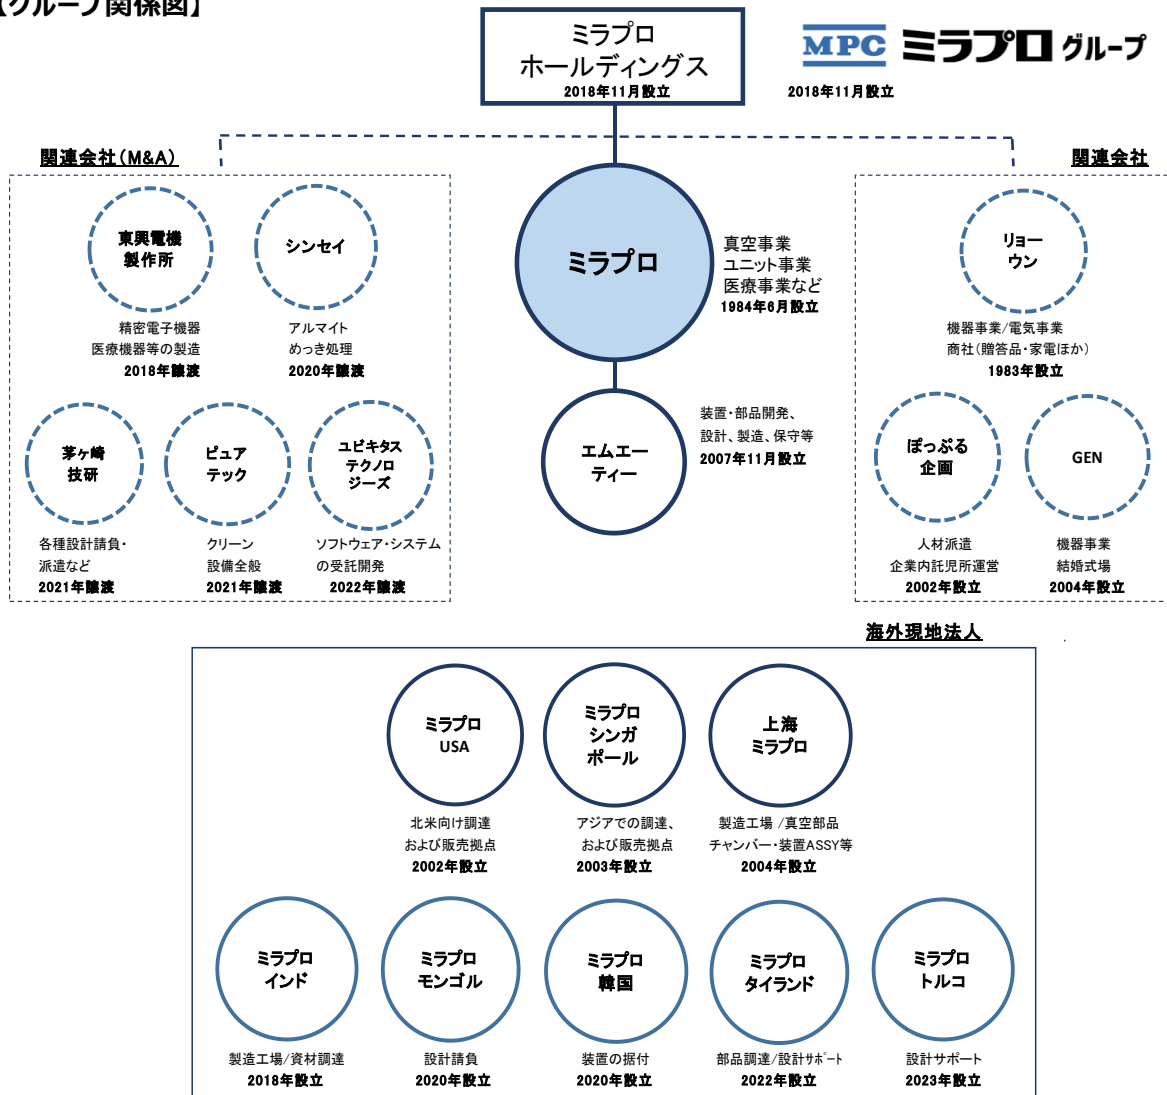 【グループ関係図】
ミラプロ
ホールディングス
2018年11月設立
MPC ミラプロ グループ
2018年11月設立
関連会社(M&A)
東興電機
製作所
精密電子機器
医療機器等の製造
2018年譲渡
シンセイ
アルマイト
めっき処理
2020年譲渡
茅ヶ崎
技研
各種設計請負・
派遣など
2021年譲渡
ピュア
テック
クリーン
設備全般
2021年譲渡
ユビキタス
テクノロ
ジーズ
ソフトウェア・システム
の受託開発
2022年譲渡
ミラプロ
真空事業
ユニット事業
医療事業など
1984年6月設立
エムエー
ティー
装置・部品開発、
設計、製造、保守等
2007年11月設立
関連会社
リョー
ウン
機器事業/電気事業
商社(贈答品・家電ほか)
1983年設立
ぽっぷる
企画
人材派遣
企業内託児所運営
2002年設立
GEN
機器事業
結婚式場
2004年設立
海外現地法人
ミラプロ
USA
北米向け調達
および販売拠点
2002年設立
ミラプロ
シンガ
ポール
アジアでの調達、
および販売拠点
2003年設立
上海
ミラプロ
製造工場 /真空部品
チャンバー・装置ASSY等
2004年設立
ミラプロ
インド
製造工場/資材調達
2018年設立
ミラプロ
モンゴル
設計請負
2020年設立
ミラプロ
韓国
装置の据付
2020年設立
ミラプロ
タイランド
部品調達/設計ｻﾎﾟｰﾄ
2022年設立
ミラプロ
トルコ
設計サポート
2023年設立